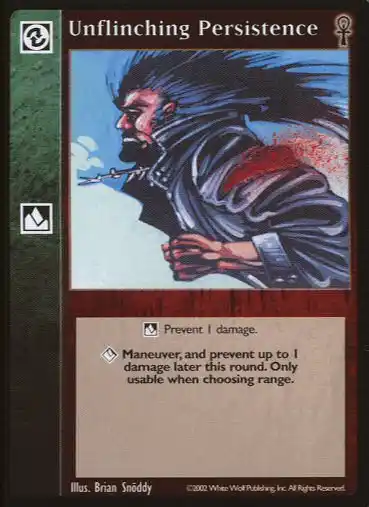 Unflinching Persistence
Prevent 1 damage.
Maneuver, and prevent up to 1
damage later this round. Only
usable when choosing range.
Illus. Brian Snōddy
©2002 White Wolf Publishing, Inc. All Rights Reserved.